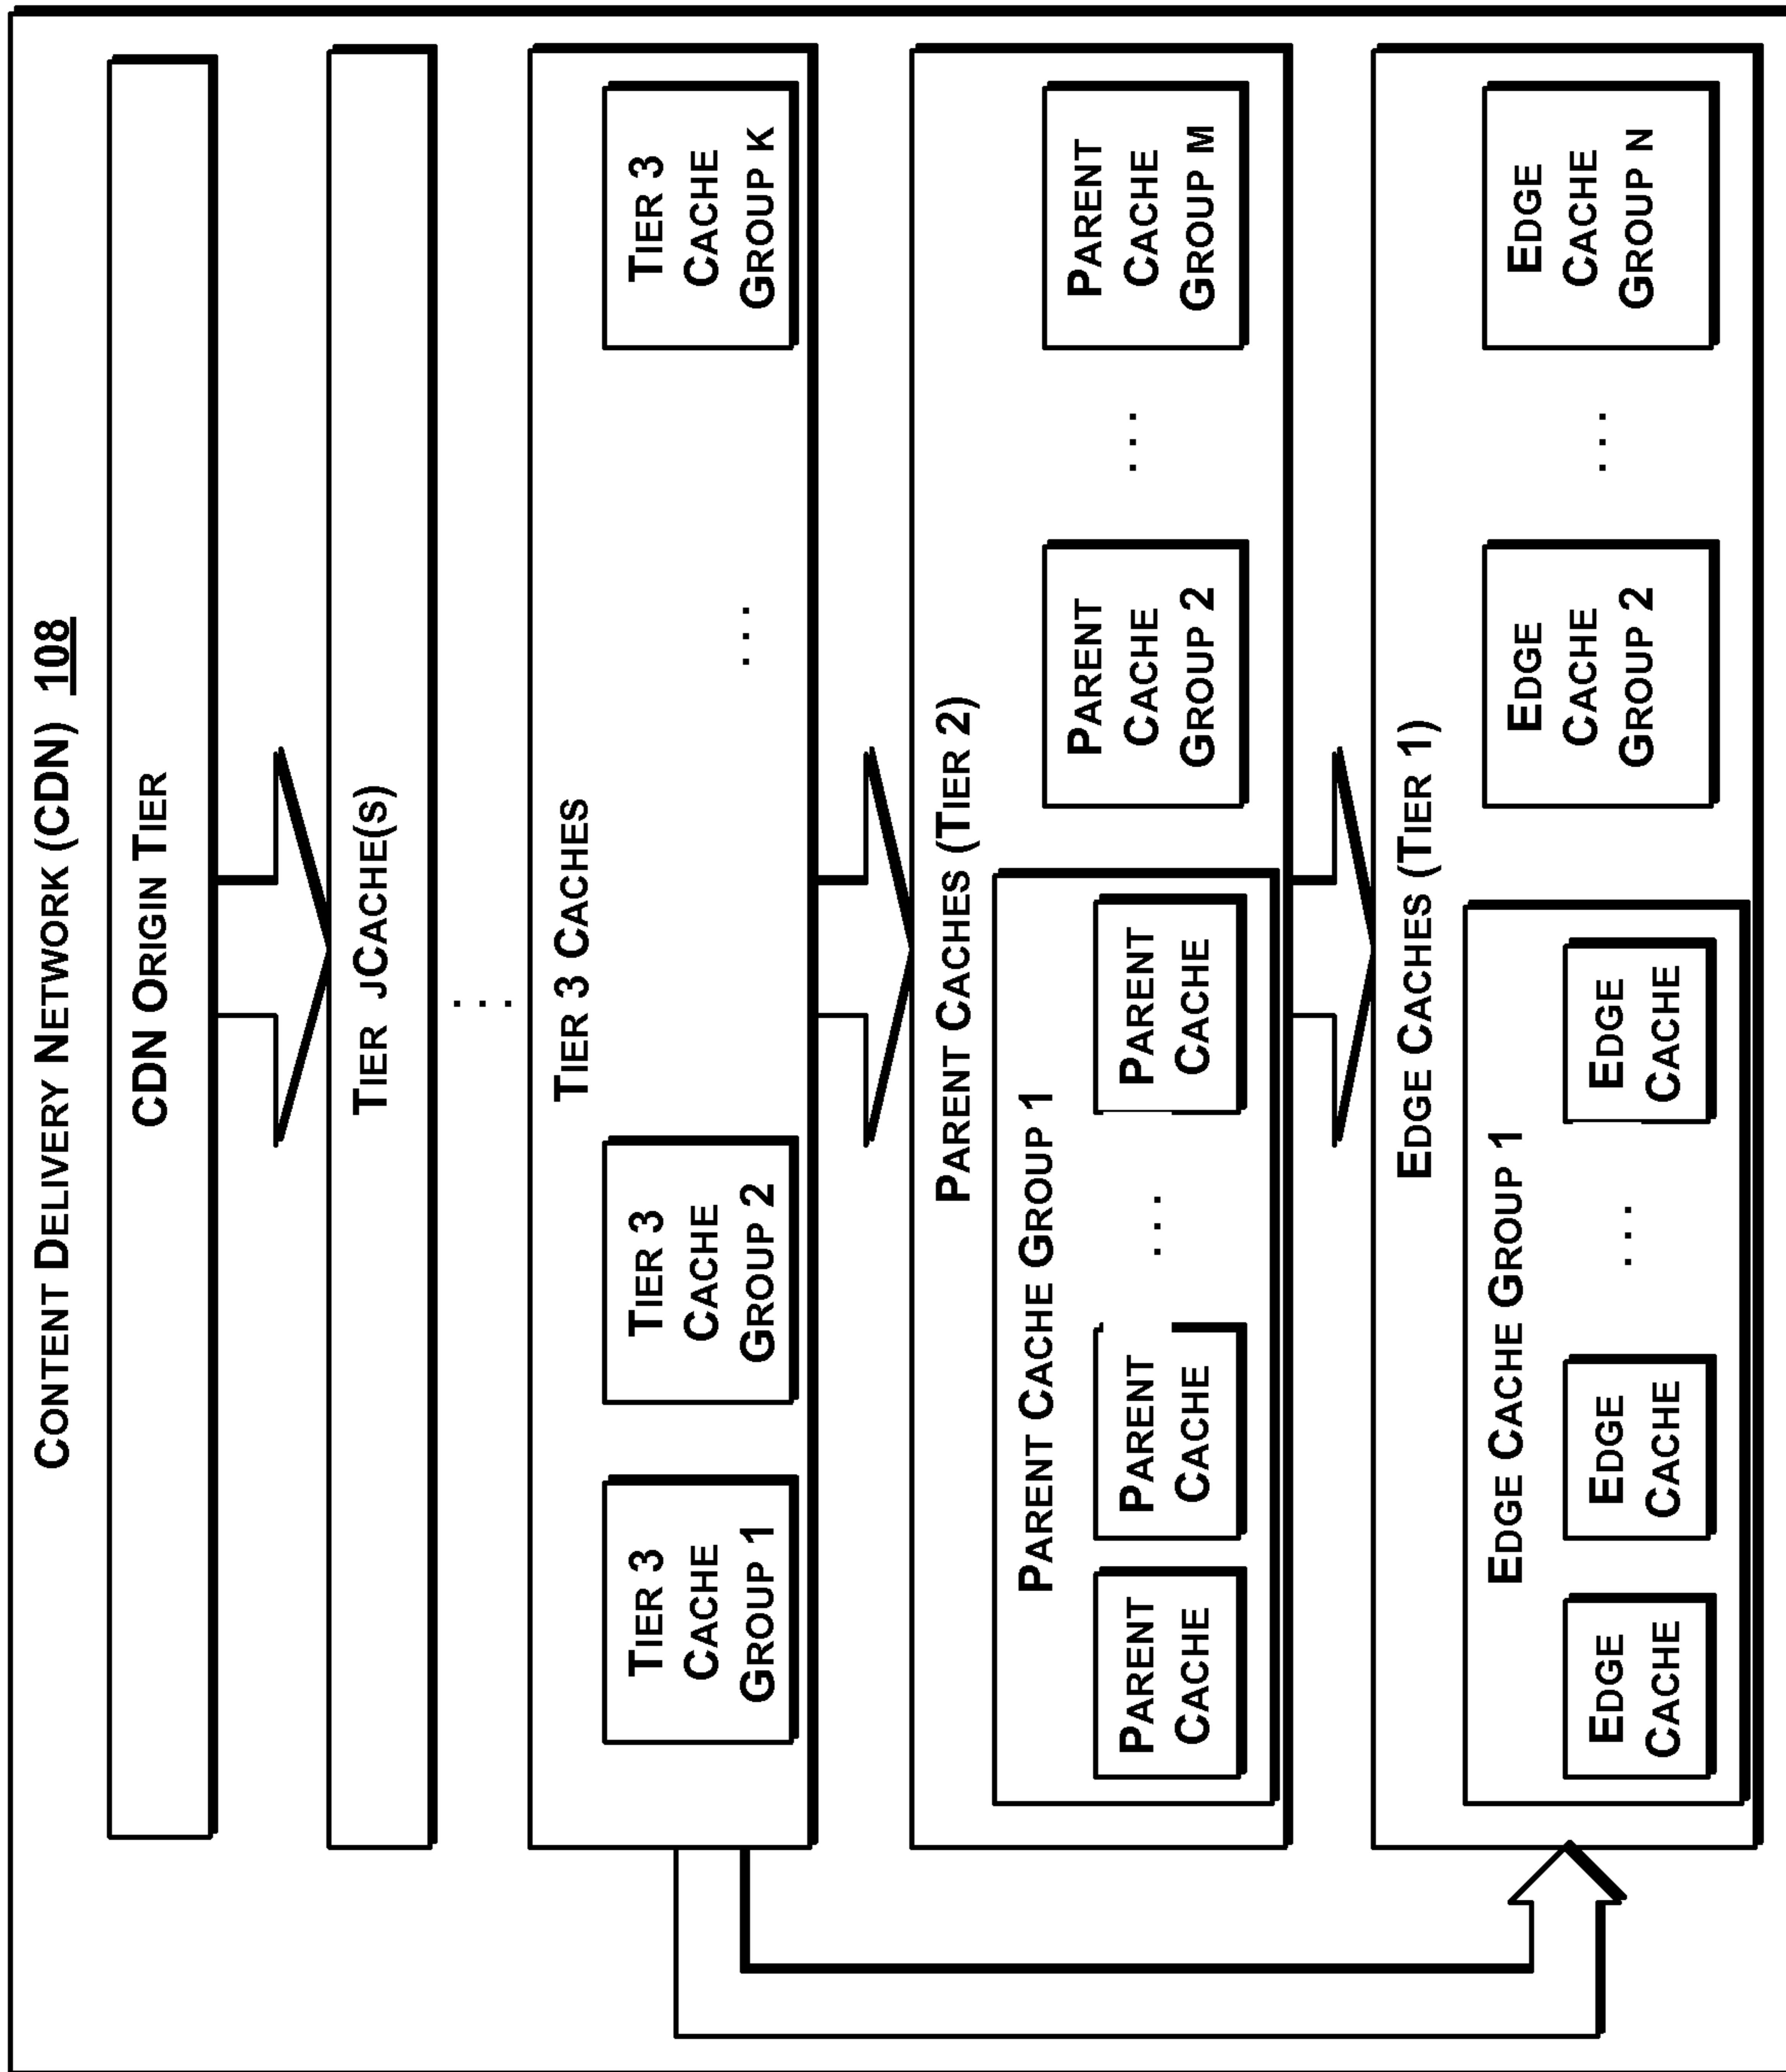 CONTENT DELIVERY NETWORK (CDN) 108
CDN ORIGIN TIER
TIER JCACHE(S)
. . .
TIER 3 CACHES
TIER 3
CACHE
GROUP 1
TIER 3
CACHE
GROUP 2
. . .
TIER 3
CACHE
GROUP K
PARENT CACHES (TIER 2)
PARENT CACHE GROUP 1
PARENT
CACHE
PARENT
CACHE
. . .
PARENT
CACHE
PARENT
CACHE
GROUP 2
. . .
PARENT
CACHE
GROUP M
EDGE CACHES (TIER 1)
EDGE CACHE GROUP 1
EDGE
CACHE
EDGE
CACHE
. . .
EDGE
CACHE
EDGE
CACHE
GROUP 2
. . .
EDGE
CACHE
GROUP N